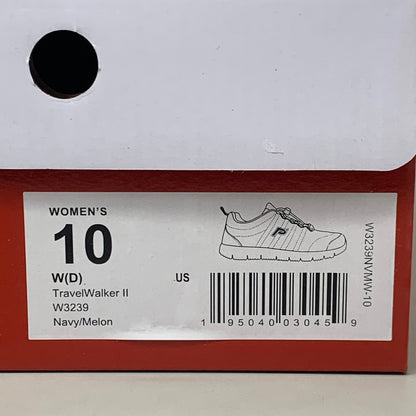 WOMEN'S
10
W(D)
US
TravelWalker II
W3239
Navy/Melon
1 95040 03045 9
W3239NVMW-10